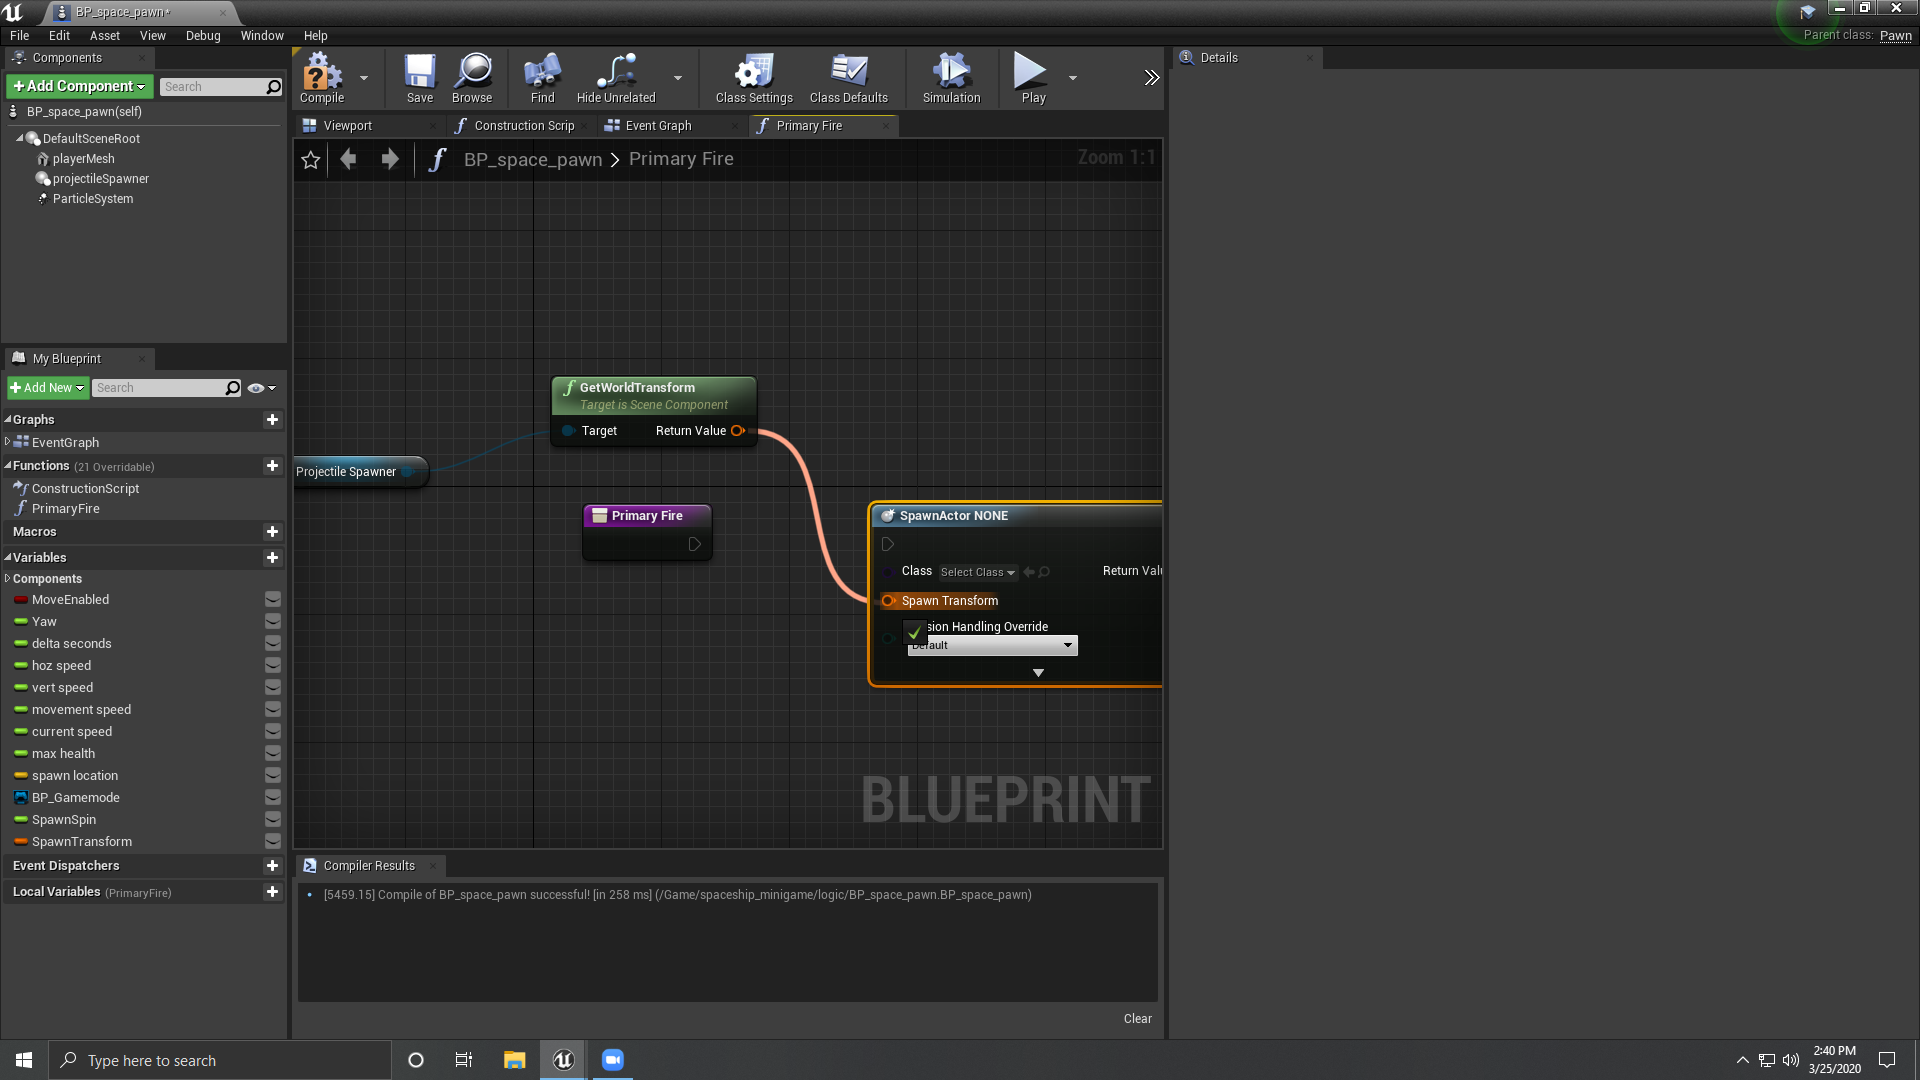 BP_space_pawn*
File Edit Asset View Debug Window Help
Parent class: Pawn
Components
+Add Component
Search
BP_space_pawn(self)
DefaultSceneRoot
playerMesh
projectileSpawner
ParticleSystem
Compile
Save
Browse
Find
Hide Unrelated
Class Settings
Class Defaults
Simulation
Play
Details
Viewport
Construction Scrip
Event Graph
Primary Fire
BP_space_pawn > Primary Fire
Zoom 1:1
GetWorldTransform
Target is Scene Component
Target
Return Value
Projectile Spawner
Primary Fire
SpawnActor NONE
Class
Select Class
Return Valu
Spawn Transform
sion Handling Override
Default
BLUEPRINT
My Blueprint
+Add New
Search
Graphs
EventGraph
Functions (21 Overridable)
ConstructionScript
PrimaryFire
Macros
Variables
Components
MoveEnabled
Yaw
delta seconds
hoz speed
vert speed
movement speed
current speed
max health
spawn location
BP_Gamemode
SpawnSpin
SpawnTransform
Event Dispatchers
Local Variables (PrimaryFire)
Compiler Results
[5459.15] Compile of BP_space_pawn successful! [in 258 ms] (/Game/spaceship_minigame/logic/BP_space_pawn.BP_space_pawn)
Clear
Type here to search
2:40 PM
3/25/2020